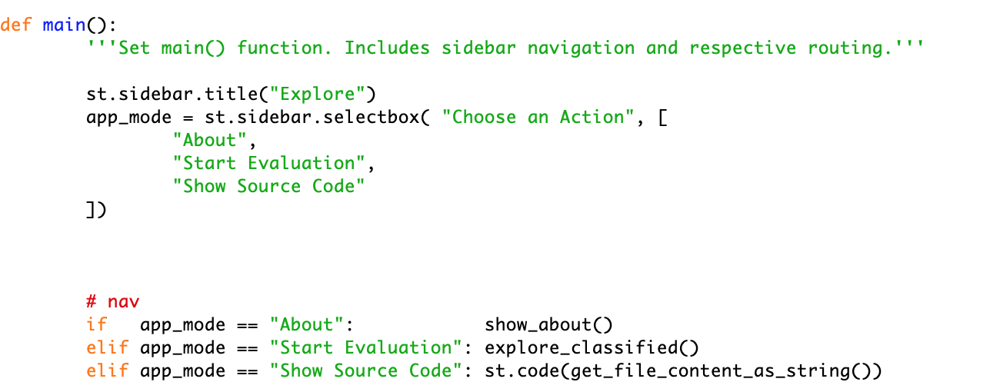 def main():
        '''Set main() function. Includes sidebar navigation and respective routing.'''
        st.sidebar.title("Explore")
        app_mode = st.sidebar.selectbox( "Choose an Action", [
                "About",
                "Start Evaluation",
                "Show Source Code"
        ])
        # nav
        if   app_mode == "About":            show_about()
        elif app_mode == "Start Evaluation": explore_classified()
        elif app_mode == "Show Source Code": st.code(get_file_content_as_string())